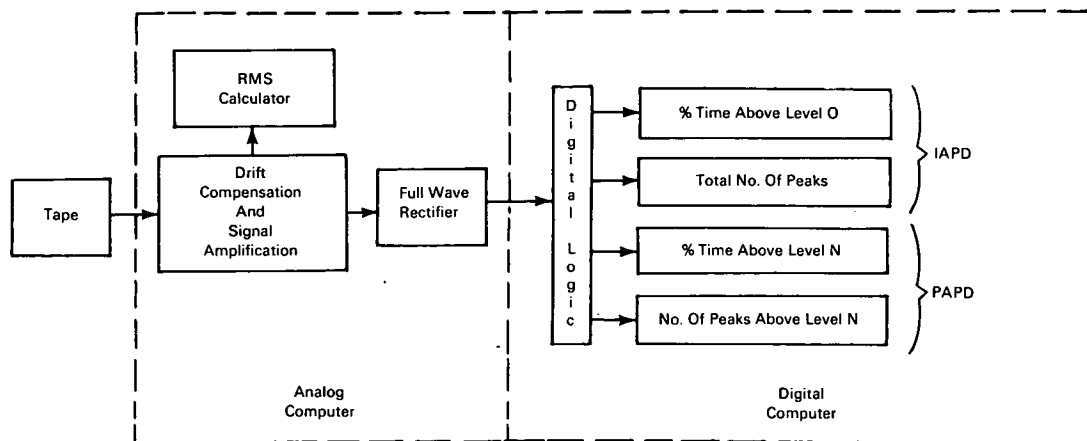 RMS
Calculator
Tape
Drift
Compensation
And
Signal
Amplification
Full Wave
Rectifier
Digital Logic
% Time Above Level O
Total No. Of Peaks
IAPD
% Time Above Level N
No. Of Peaks Above Level N
PAPD
Analog
Computer
Digital
Computer